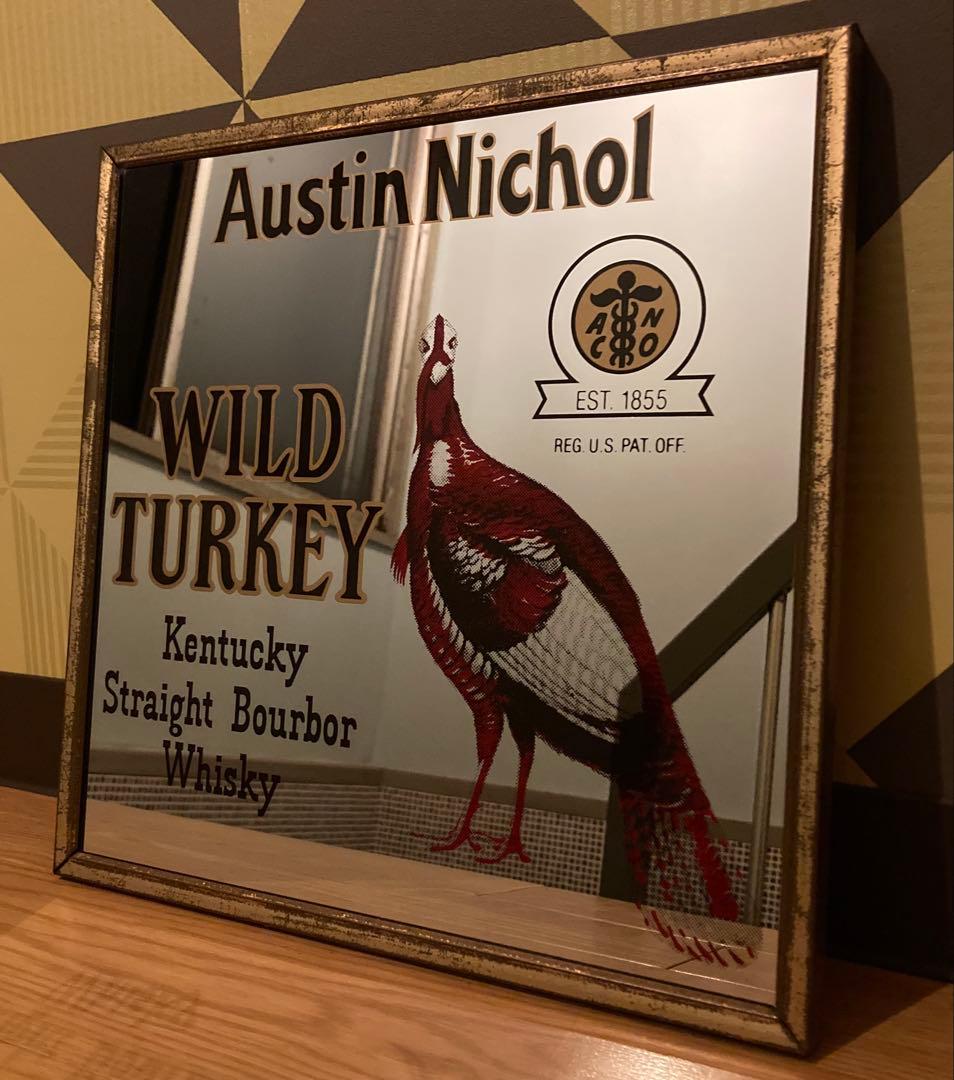 Austin Nichol
A N
C O
EST. 1855
REG. U.S. PAT. OFF.
WILD
TURKEY
Kentucky
Straight Bourbor
Whisky